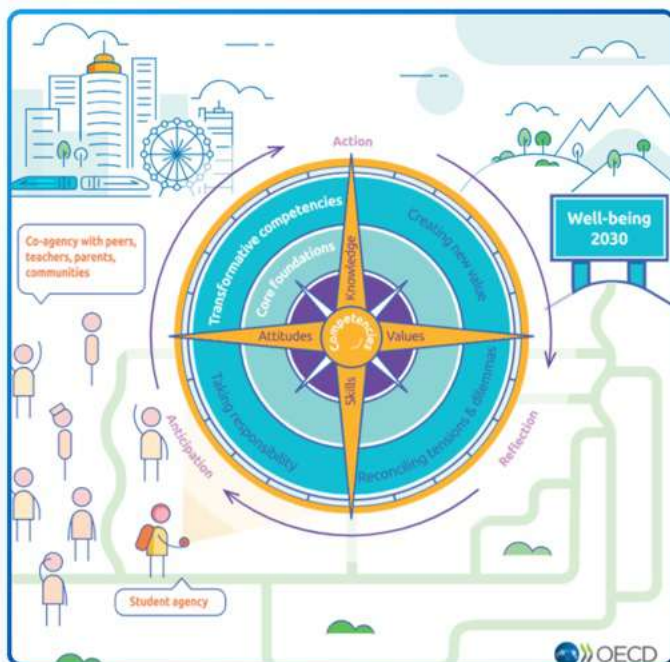 Action
Transformative competencies
Creating new value
Core foundations
Knowledge
Well-being
2030
Co-agency with peers,
teachers, parents,
communities
Attitudes
Competencies
Values
Skills
Taking responsibility
Reconciling tensions & dilemmas
Anticipation
Reflection
Student agency
OECD